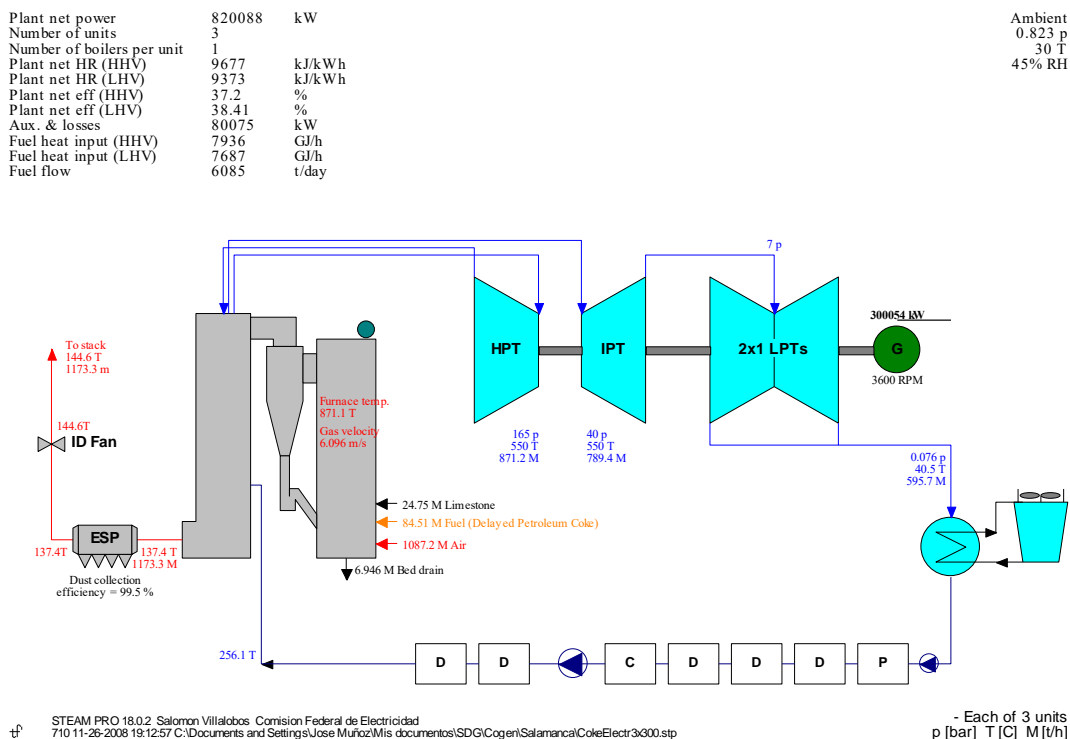 Plant net power 820088 kW
Number of units 3
Number of boilers per unit 1
Plant net HR (HHV) 9677 kJ/kWh
Plant net HR (LHV) 9373 kJ/kWh
Plant net eff (HHV) 37.2 %
Plant net eff (LHV) 38.41 %
Aux. & losses 80075 kW
Fuel heat input (HHV) 7936 GJ/h
Fuel heat input (LHV) 7687 GJ/h
Fuel flow 6085 t/day
Ambient
0.823 p
30 T
45% RH
7 p
300054 kW
G
3600 RPM
HPT
IPT
2x1 LPTs
To stack
144.6 T
1173.3 m
144.6T
ID Fan
Furnace temp.
871.1 T
Gas velocity
6.096 m/s
165 p
550 T
871.2 M
40 p
550 T
789.4 M
0.076 p
40.5 T
595.7 M
24.75 M Limestone
84.51 M Fuel (Delayed Petroleum Coke)
1087.2 M Air
6.946 M Bed drain
ESP
137.4T
137.4 T
1173.3 M
Dust collection
efficiency = 99.5 %
256.1 T
D
D
C
D
D
D
P
STEAM PRO 18.0.2 Salomon Villalobos Comision Federal de Electricidad
710 11-26-2008 19:12:57 C:\Documents and Settings\Jose Muñoz\Mis documentos\SDG\Cogen\Salamanca\CokeElectr3x300.stp
- Each of 3 units
p [bar] T [C] M [t/h]